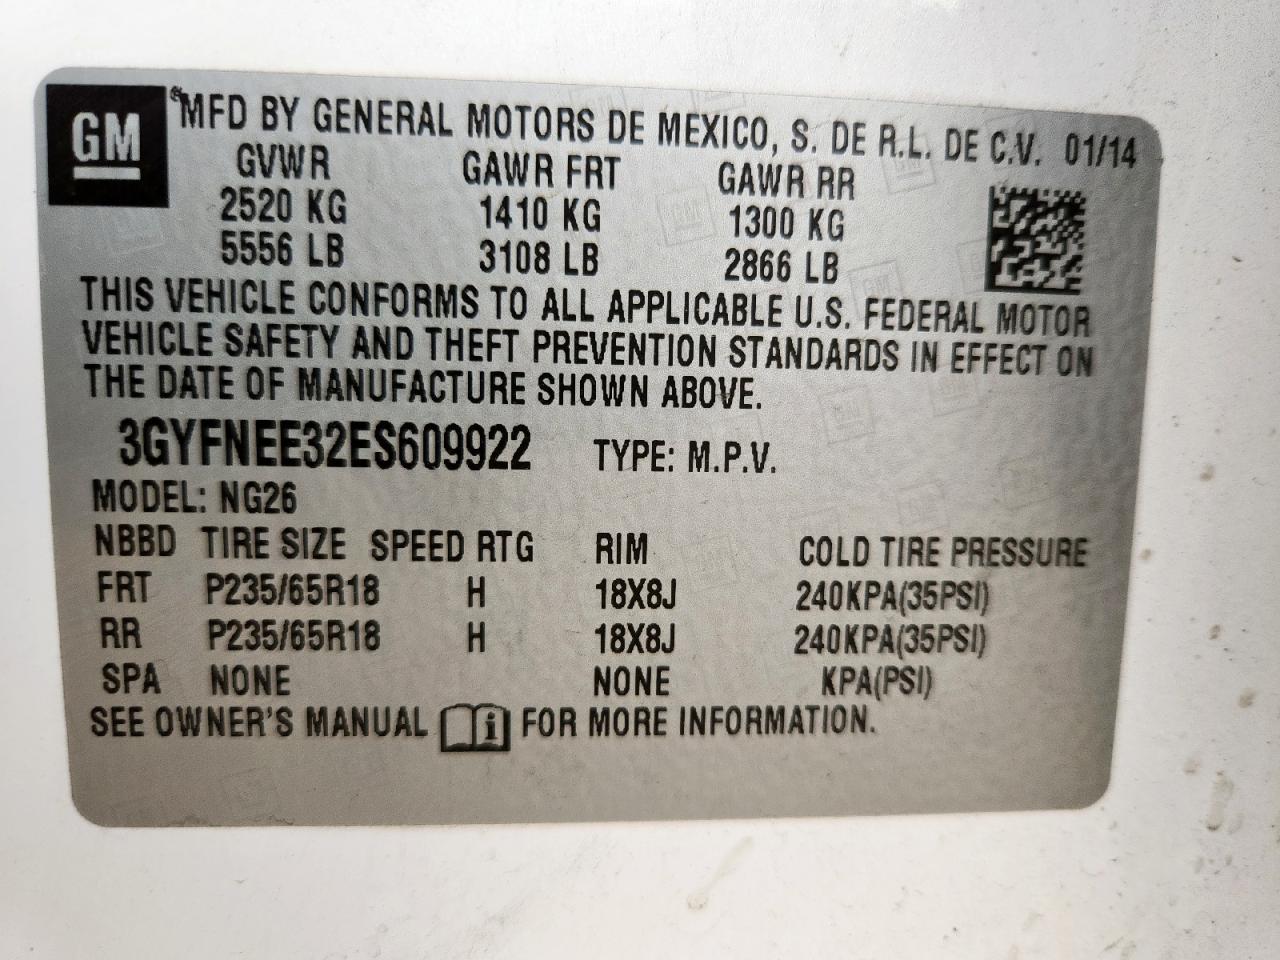 GM
® MFD BY GENERAL MOTORS DE MEXICO, S. DE R.L. DE C.V. 01/14
GVWR GAWR FRT GAWR RR
2520 KG 1410 KG 1300 KG
5556 LB 3108 LB 2866 LB
THIS VEHICLE CONFORMS TO ALL APPLICABLE U.S. FEDERAL MOTOR
VEHICLE SAFETY AND THEFT PREVENTION STANDARDS IN EFFECT ON
THE DATE OF MANUFACTURE SHOWN ABOVE.
3GYFNEE32ES609922 TYPE: M.P.V.
MODEL: NG26
NBBD TIRE SIZE SPEED RTG RIM COLD TIRE PRESSURE
FRT P235/65R18 H 18X8J 240KPA(35PSI)
RR P235/65R18 H 18X8J 240KPA(35PSI)
SPA NONE NONE KPA(PSI)
SEE OWNER'S MANUAL i FOR MORE INFORMATION.